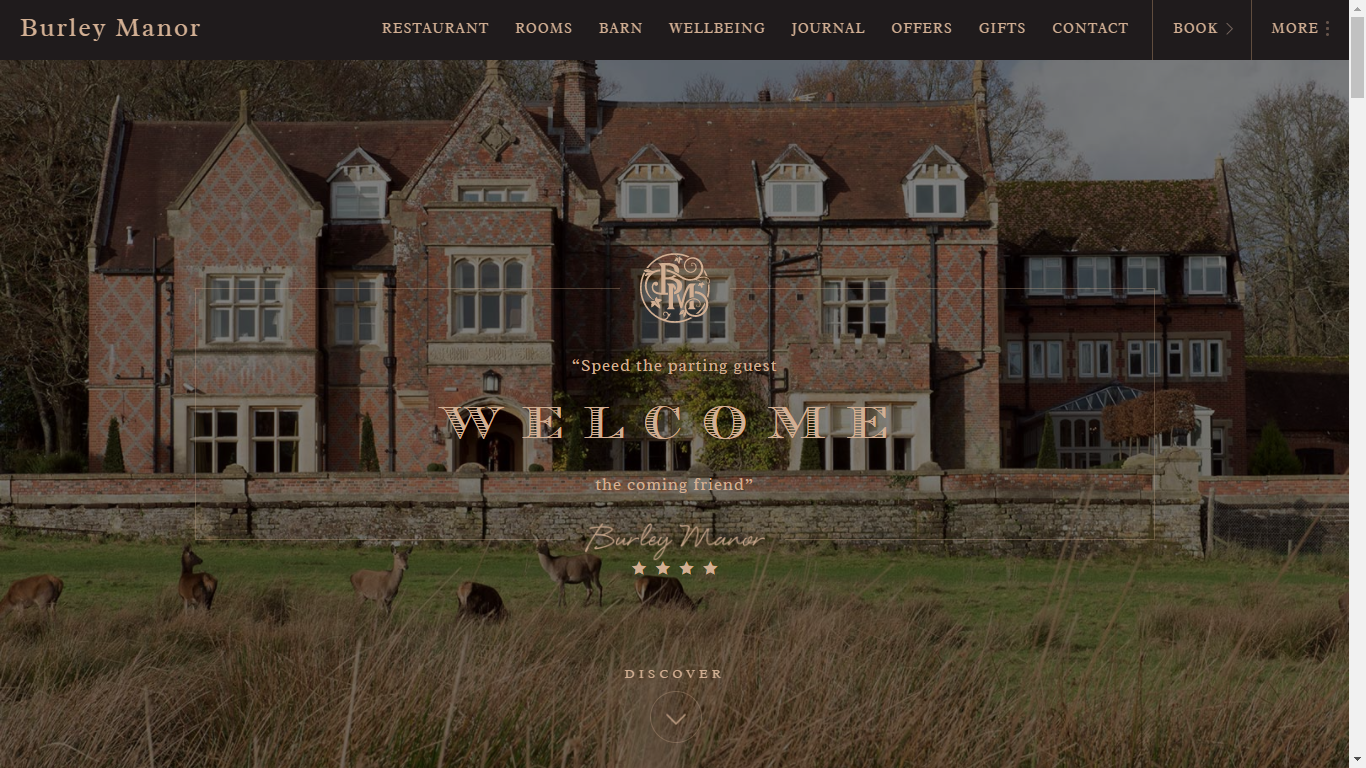 Burley Manor
RESTAURANT ROOMS BARN WELLBEING JOURNAL OFFERS GIFTS CONTACT BOOK MORE
BM
“Speed the parting guest
WELCOME
the coming friend”
Burley Manor
DISCOVER